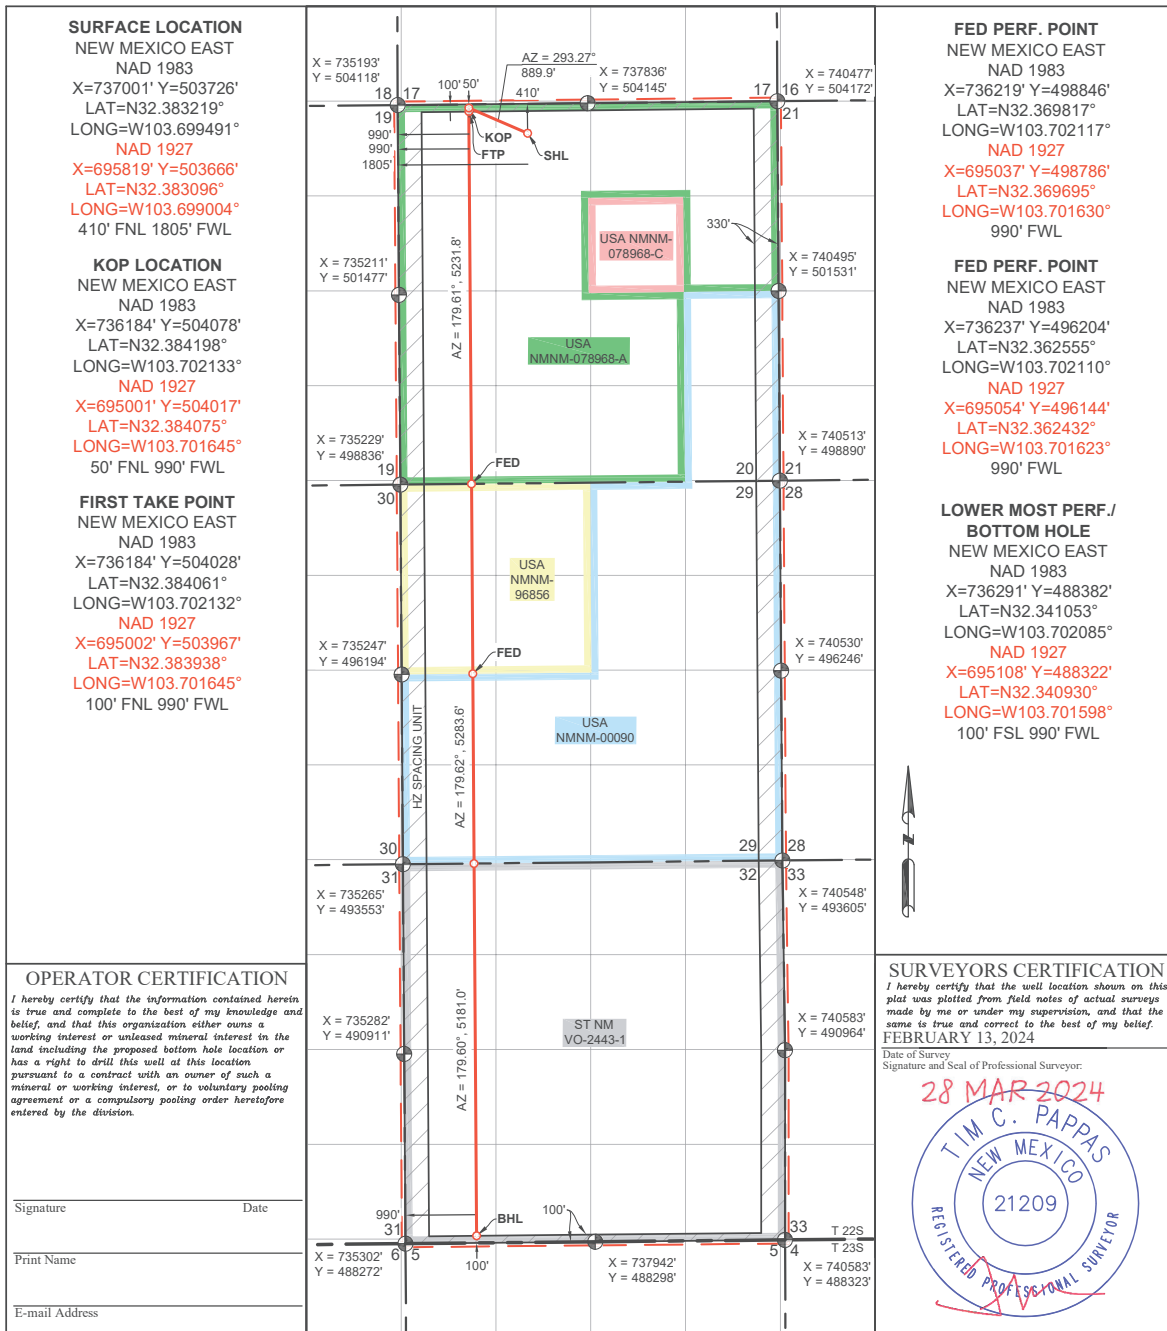 SURFACE LOCATION
NEW MEXICO EAST
NAD 1983
X=737001' Y=503726'
LAT=N32.383219°
LONG=W103.699491°
NAD 1927
X=695819' Y=503666'
LAT=N32.383096°
LONG=W103.699004°
410' FNL 1805' FWL
KOP LOCATION
NEW MEXICO EAST
NAD 1983
X=736184' Y=504078'
LAT=N32.384198°
LONG=W103.702133°
NAD 1927
X=695001' Y=504017'
LAT=N32.384075°
LONG=W103.701645°
50' FNL 990' FWL
FIRST TAKE POINT
NEW MEXICO EAST
NAD 1983
X=736184' Y=504028'
LAT=N32.384061°
LONG=W103.702132°
NAD 1927
X=695002' Y=503967'
LAT=N32.383938°
LONG=W103.701645°
100' FNL 990' FWL
OPERATOR CERTIFICATION
I hereby certify that the information contained herein
is true and complete to the best of my knowledge and
belief, and that this organization either owns a
working interest or unleased mineral interest in the
land including the proposed bottom hole location or
has a right to drill this well at this location
pursuant to a contract with an owner of such a
mineral or working interest, or to voluntary pooling
agreement or a compulsory pooling order heretofore
entered by the division.
Signature Date
Print Name
E-mail Address
X = 735193'
Y = 504118'
AZ = 293.27°
889.9'
100' 50'
410'
X = 737836'
Y = 504145'
X = 740477'
Y = 504172'
18 17
19
17 16
21
990'
990'
1805'
KOP
FTP
SHL
USA NMNM-
078968-C
330'
X = 735211'
Y = 501477'
X = 740495'
Y = 501531'
AZ = 179.61°, 5231.8'
USA
NMNM-078968-A
X = 735229'
Y = 498836'
X = 740513'
Y = 498890'
19
30
FED
20 21
29 28
USA
NMNM-
96856
X = 735247'
Y = 496194'
FED
X = 740530'
Y = 496246'
HZ SPACING UNIT
AZ = 179.62°, 5283.6'
USA
NMNM-00090
30
31
29 28
32 33
X = 735265'
Y = 493553'
X = 740548'
Y = 493605'
X = 735282'
Y = 490911'
X = 740583'
Y = 490964'
AZ = 179.60°, 5181.0'
ST NM
VO-2443-1
990'
BHL
100'
31
6 5
33
5 4
T 22S
T 23S
100'
X = 735302'
Y = 488272'
X = 737942'
Y = 488298'
X = 740583'
Y = 488323'
FED PERF. POINT
NEW MEXICO EAST
NAD 1983
X=736219' Y=498846'
LAT=N32.369817°
LONG=W103.702117°
NAD 1927
X=695037' Y=498786'
LAT=N32.369695°
LONG=W103.701630°
990' FWL
FED PERF. POINT
NEW MEXICO EAST
NAD 1983
X=736237' Y=496204'
LAT=N32.362555°
LONG=W103.702110°
NAD 1927
X=695054' Y=496144'
LAT=N32.362432°
LONG=W103.701623°
990' FWL
LOWER MOST PERF./
BOTTOM HOLE
NEW MEXICO EAST
NAD 1983
X=736291' Y=488382'
LAT=N32.341053°
LONG=W103.702085°
NAD 1927
X=695108' Y=488322'
LAT=N32.340930°
LONG=W103.701598°
100' FSL 990' FWL
N
SURVEYORS CERTIFICATION
I hereby certify that the well location shown on this
plat was plotted from field notes of actual surveys
made by me or under my supervision, and that the
same is true and correct to the best of my belief.
FEBRUARY 13, 2024
Date of Survey
Signature and Seal of Professional Surveyor:
28 MAR 2024
TIM C. PAPPAS
NEW MEXICO
21209
REGISTERED PROFESSIONAL SURVEYOR